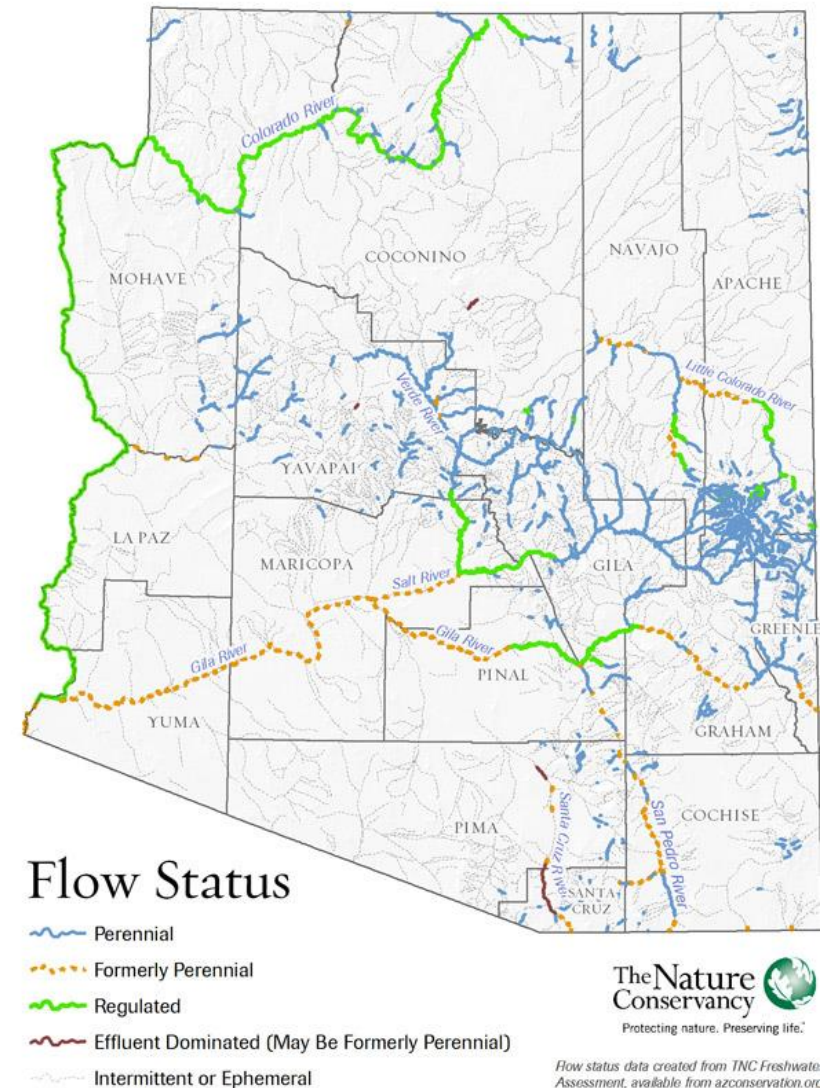 Colorado River
COCONINO
NAVAJO
MOHAVE
APACHE
Little Colorado River
Verde River
YAVAPAI
LA PAZ
MARICOPA
Salt River
GILA
Gila River
GREENLE
Gila River
PINAL
YUMA
GRAHAM
Santa Cruz River
San Pedro River
COCHISE
PIMA
SANTA
CRUZ
Flow Status
Perennial
Formerly Perennial
Regulated
Effluent Dominated (May Be Formerly Perennial)
Intermittent or Ephemeral
The Nature
Conservancy
Protecting nature. Preserving life.
Flow status data created from TNC Freshwater
Assessment, available from azconservation.org